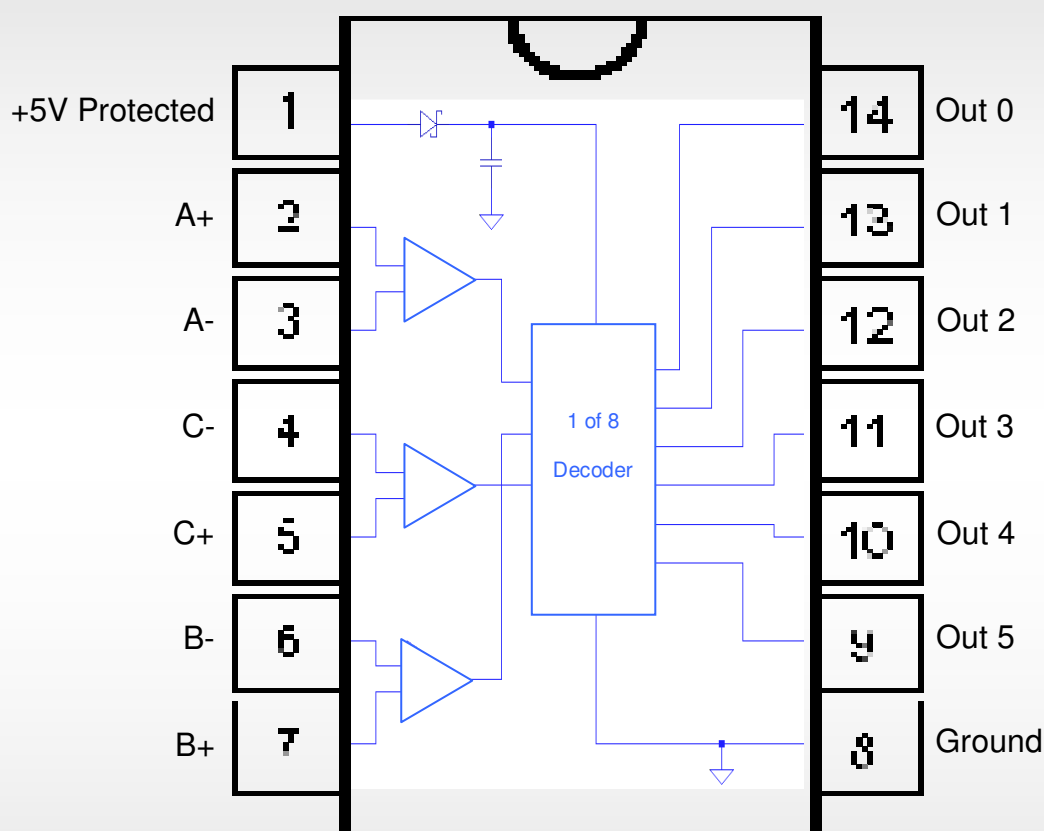 +5V Protected 1
A+ 2
A- 3
C- 4
C+ 5
B- 6
B+ 7
1 of 8
Decoder
14 Out 0
13 Out 1
12 Out 2
11 Out 3
10 Out 4
9 Out 5
8 Ground